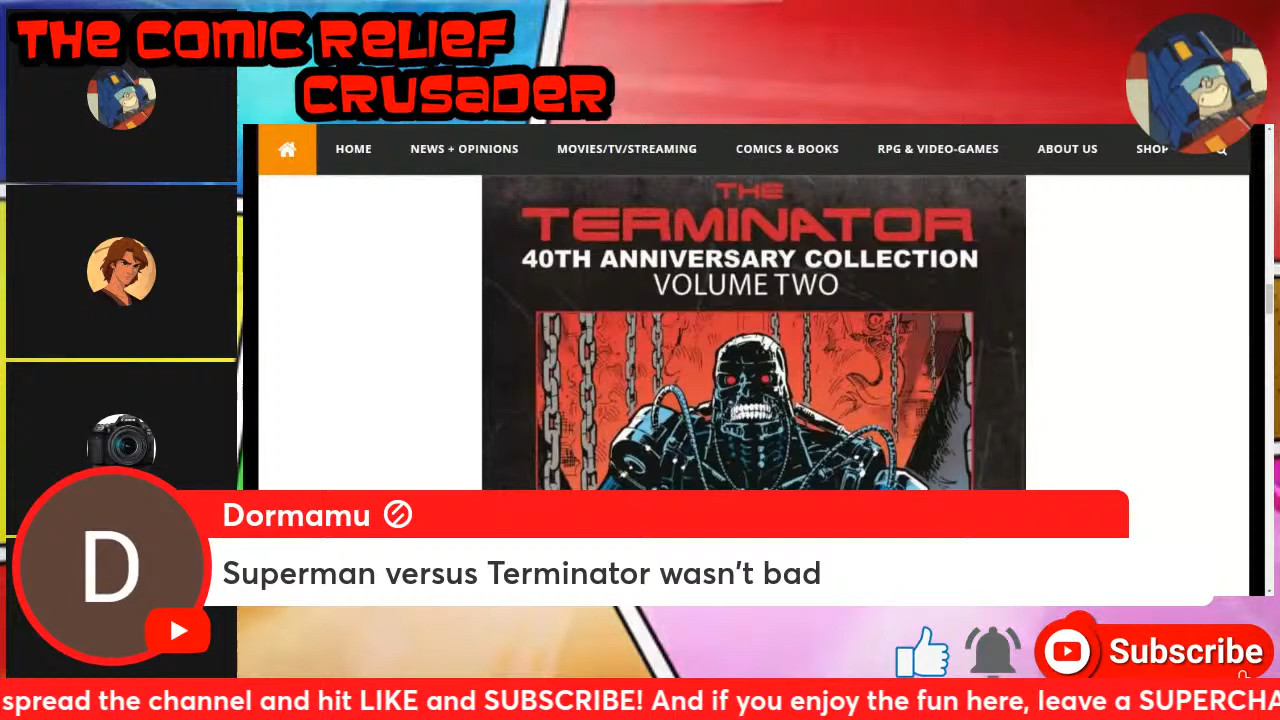 THE COMIC RELIEF
CRUSADER
HOME NEWS + OPINIONS MOVIES/TV/STREAMING COMICS & BOOKS RPG & VIDEO-GAMES ABOUT US SHOP
THE
TERMINATOR
40TH ANNIVERSARY COLLECTION
VOLUME TWO
D
Dormamu
Superman versus Terminator wasn't bad
Subscribe
spread the channel and hit LIKE and SUBSCRIBE! And if you enjoy the fun here, leave a SUPERCHA